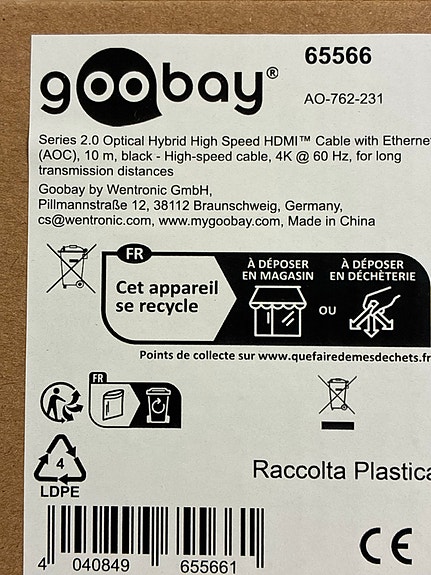 goobay®
65566
AO-762-231
Series 2.0 Optical Hybrid High Speed HDMI™ Cable with Ethernet
(AOC), 10 m, black - High-speed cable, 4K @ 60 Hz, for long
transmission distances
Goobay by Wentronic GmbH,
Pillmannstraße 12, 38112 Braunschweig, Germany,
cs@wentronic.com, www.mygoobay.com, Made in China
FR
Cet appareil
se recycle
À DÉPOSER
EN MAGASIN
OU
À DÉPOSER
EN DÉCHÈTERIE
Points de collecte sur www.quefairedemesdechets.fr
FR
4
LDPE
Raccolta Plastica
4 040849 655661
CE